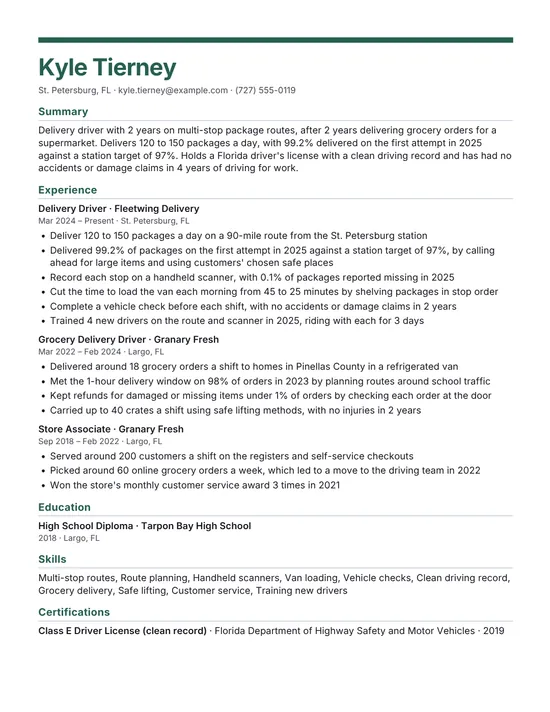 Kyle Tierney
St. Petersburg, FL · kyle.tierney@example.com · (727) 555-0119
Summary
Delivery driver with 2 years on multi-stop package routes, after 2 years delivering grocery orders for a
supermarket. Delivers 120 to 150 packages a day, with 99.2% delivered on the first attempt in 2025
against a station target of 97%. Holds a Florida driver's license with a clean driving record and has had no
accidents or damage claims in 4 years of driving for work.
Experience
Delivery Driver · Fleetwing Delivery
Mar 2024 – Present · St. Petersburg, FL
• Deliver 120 to 150 packages a day on a 90-mile route from the St. Petersburg station
• Delivered 99.2% of packages on the first attempt in 2025 against a station target of 97%, by calling
ahead for large items and using customers' chosen safe places
• Record each stop on a handheld scanner, with 0.1% of packages reported missing in 2025
• Cut the time to load the van each morning from 45 to 25 minutes by shelving packages in stop order
• Complete a vehicle check before each shift, with no accidents or damage claims in 2 years
• Trained 4 new drivers on the route and scanner in 2025, riding with each for 3 days
Grocery Delivery Driver · Granary Fresh
Mar 2022 – Feb 2024 · Largo, FL
• Delivered around 18 grocery orders a shift to homes in Pinellas County in a refrigerated van
• Met the 1-hour delivery window on 98% of orders in 2023 by planning routes around school traffic
• Kept refunds for damaged or missing items under 1% of orders by checking each order at the door
• Carried up to 40 crates a shift using safe lifting methods, with no injuries in 2 years
Store Associate · Granary Fresh
Sep 2018 – Feb 2022 · Largo, FL
• Served around 200 customers a shift on the registers and self-service checkouts
• Picked around 60 online grocery orders a week, which led to a move to the driving team in 2022
• Won the store's monthly customer service award 3 times in 2021
Education
High School Diploma · Tarpon Bay High School
2018 · Largo, FL
Skills
Multi-stop routes, Route planning, Handheld scanners, Van loading, Vehicle checks, Clean driving record,
Grocery delivery, Safe lifting, Customer service, Training new drivers
Certifications
Class E Driver License (clean record) · Florida Department of Highway Safety and Motor Vehicles · 2019